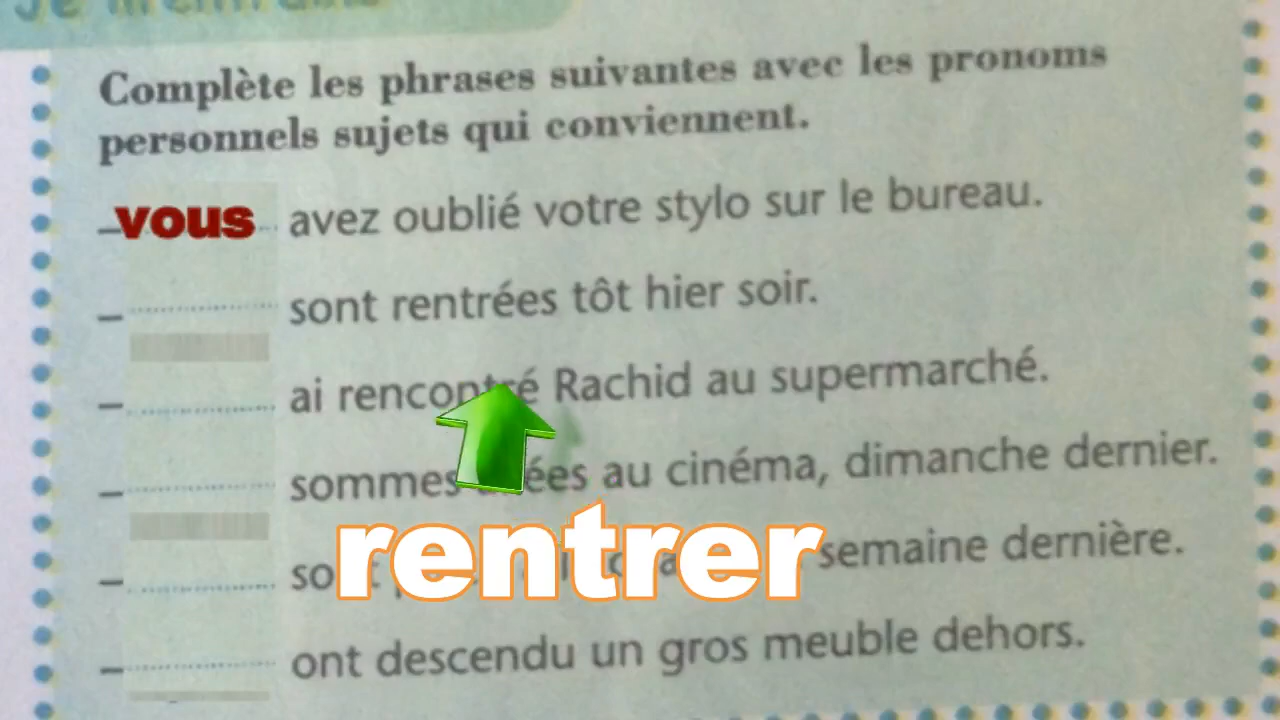 Complète les phrases suivantes avec les pronoms
personnels sujets qui conviennent.
– vous avez oublié votre stylo sur le bureau.
– ........ sont rentrées tôt hier soir.
– ........ ai rencontré Rachid au supermarché.
– ........ sommes au cinéma, dimanche dernier.
rentrer
– ........ semaine dernière.
– ........ ont descendu un gros meuble dehors.